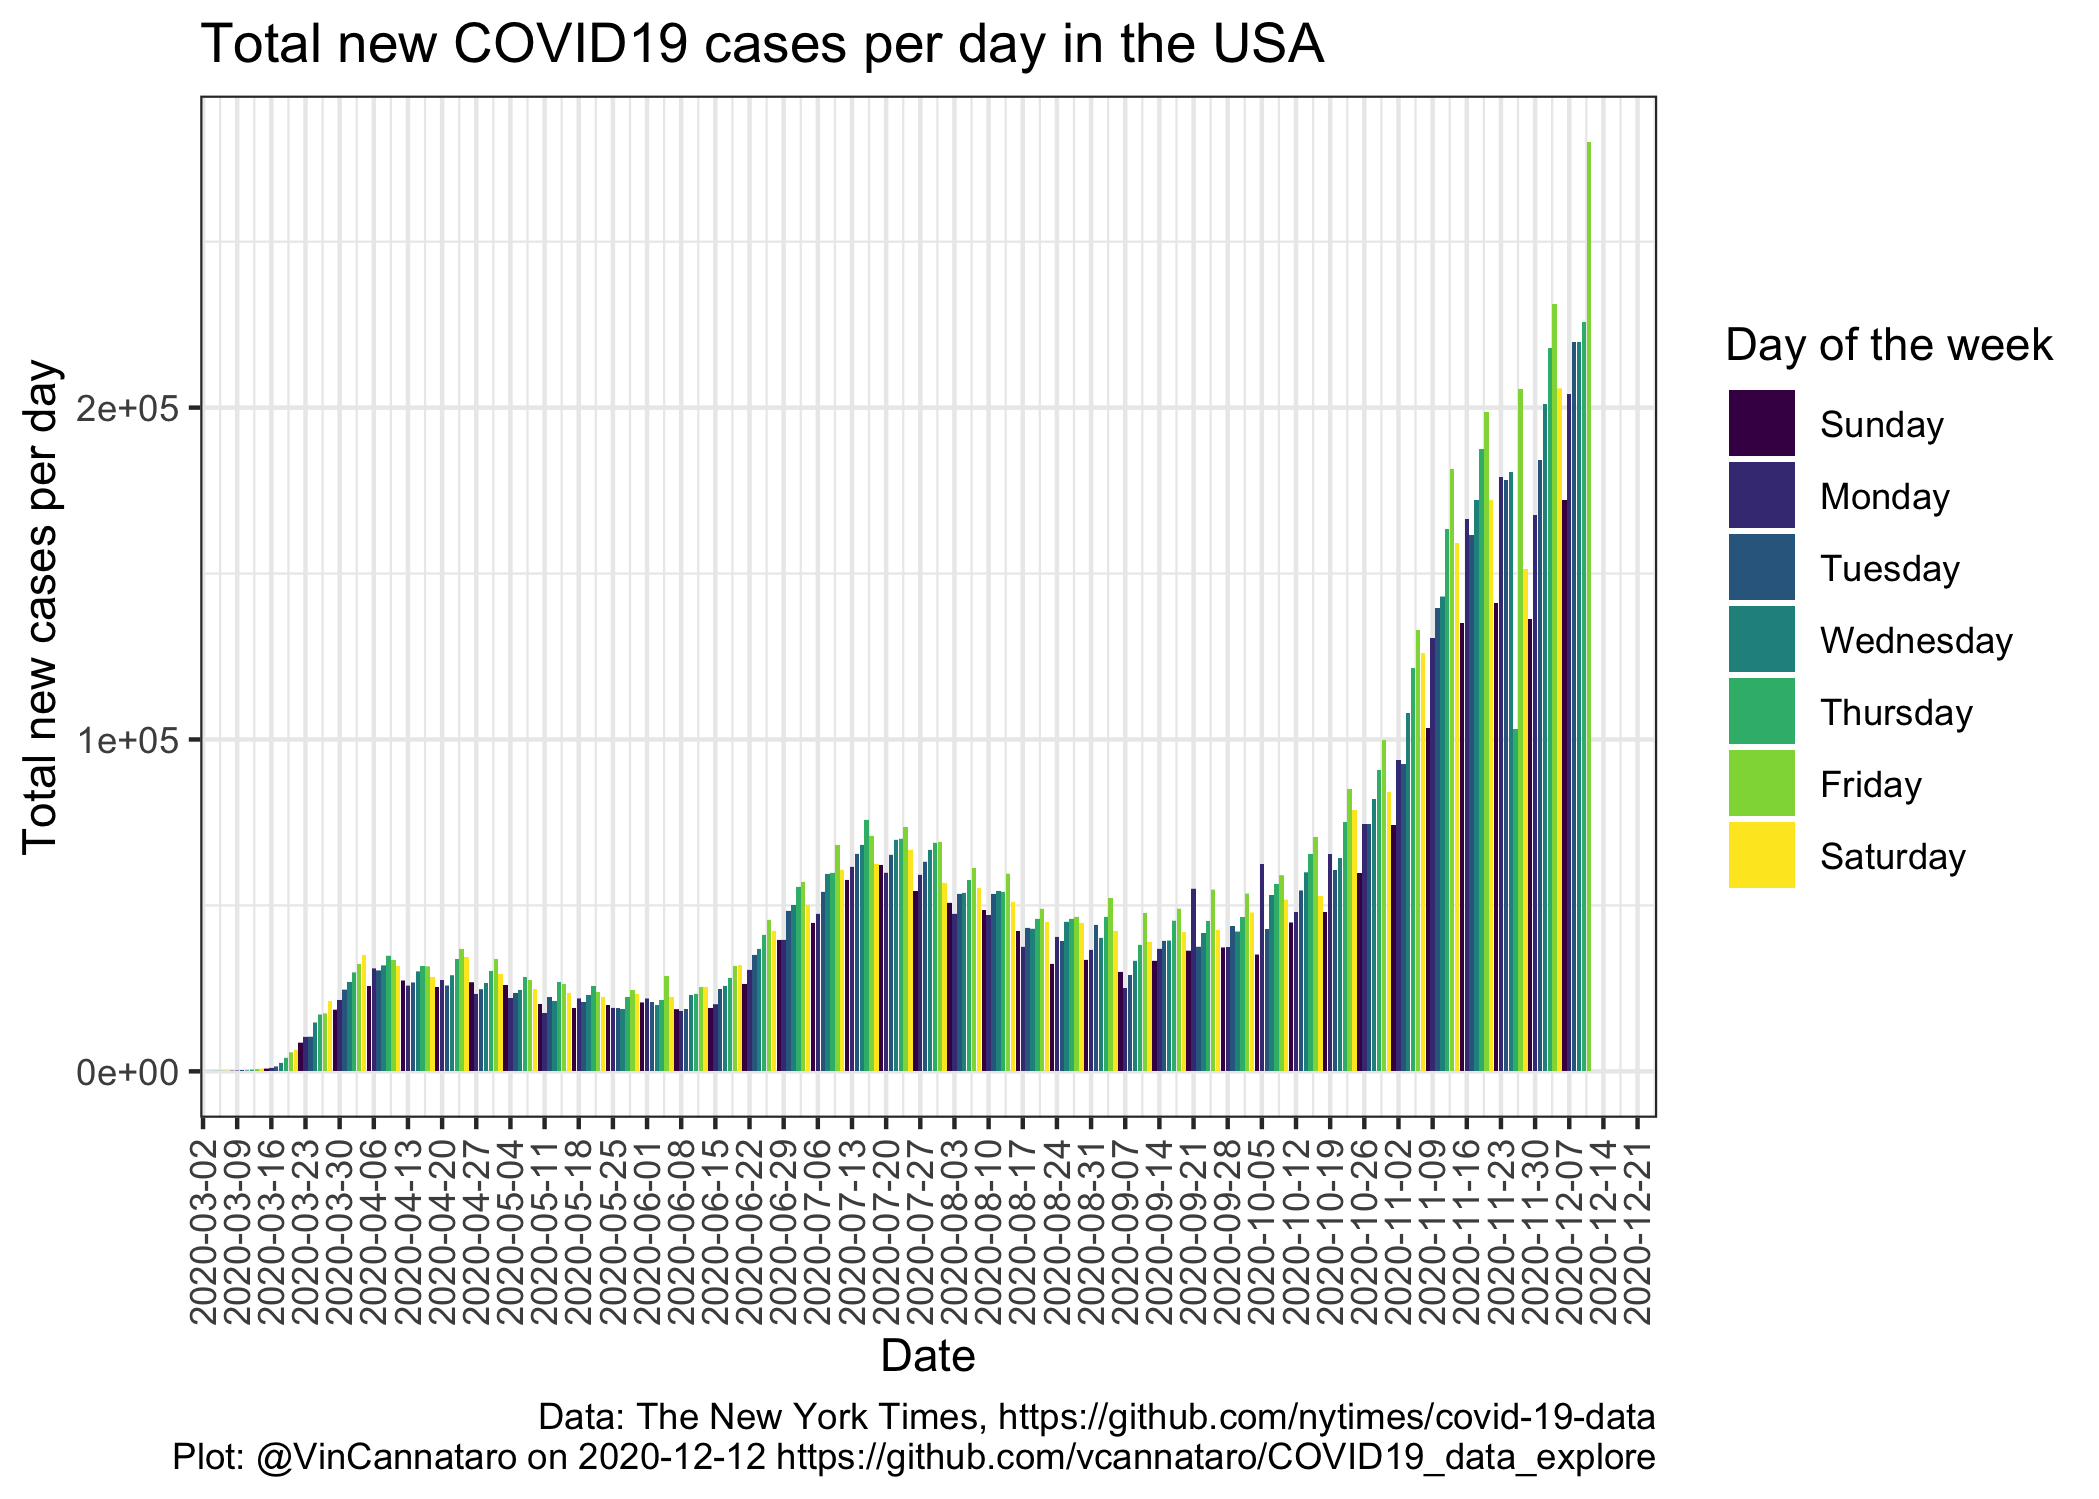 Total new COVID19 cases per day in the USA
Total new cases per day
2e+05
1e+05
0e+00
2020-03-02
2020-03-09
2020-03-16
2020-03-23
2020-03-30
2020-04-06
2020-04-13
2020-04-20
2020-04-27
2020-05-04
2020-05-11
2020-05-18
2020-05-25
2020-06-01
2020-06-08
2020-06-15
2020-06-22
2020-06-29
2020-07-06
2020-07-13
2020-07-20
2020-07-27
2020-08-03
2020-08-10
2020-08-17
2020-08-24
2020-08-31
2020-09-07
2020-09-14
2020-09-21
2020-09-28
2020-10-05
2020-10-12
2020-10-19
2020-10-26
2020-11-02
2020-11-09
2020-11-16
2020-11-23
2020-11-30
2020-12-07
2020-12-14
2020-12-21
Date
Day of the week
Sunday
Monday
Tuesday
Wednesday
Thursday
Friday
Saturday
Data: The New York Times, https://github.com/nytimes/covid-19-data
Plot: @VinCannataro on 2020-12-12 https://github.com/vcannataro/COVID19_data_explore